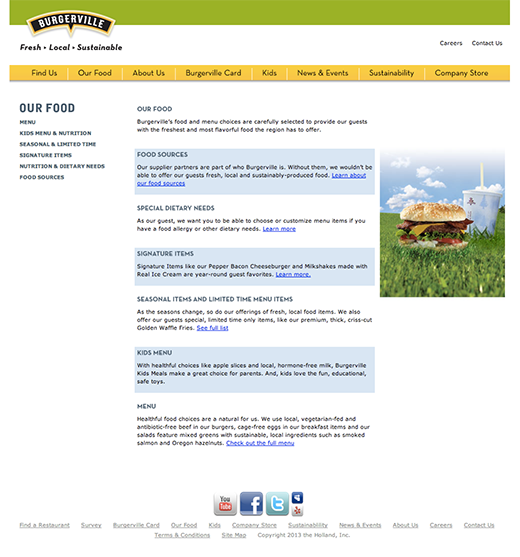 BURGERVILLE
Fresh • Local • Sustainable
Careers Contact Us
Find Us Our Food About Us Burgerville Card Kids News & Events Sustainability Company Store
OUR FOOD
MENU
KIDS MENU & NUTRITION
SEASONAL & LIMITED TIME
SIGNATURE ITEMS
NUTRITION & DIETARY NEEDS
FOOD SOURCES
OUR FOOD
Burgerville's food and menu choices are carefully selected to provide our guests
with the freshest and most flavorful food the region has to offer.
FOOD SOURCES
Our supplier partners are part of who Burgerville is. Without them, we wouldn't be
able to offer our guests fresh, local and sustainably-produced food. Learn about
our food sources
SPECIAL DIETARY NEEDS
As our guest, we want you to be able to choose or customize menu items if you
have a food allergy or other dietary needs. Learn more
SIGNATURE ITEMS
Signature Items like our Pepper Bacon Cheeseburger and Milkshakes made with
Real Ice Cream are year-round guest favorites. Learn more.
SEASONAL ITEMS AND LIMITED TIME MENU ITEMS
As the seasons change, so do our offerings of fresh, local food items. We also
offer our guests special, limited time only items, like our premium, thick, criss-cut
Golden Waffle Fries. See full list
KIDS MENU
With healthy choices like apple slices and local, hormone-free milk, Burgerville
Kids Meals make a great choice for parents. And, kids love the fun, educational,
safe toys.
MENU
Healthful food choices are a natural for us. We use local, vegetarian-fed and
antibiotic-free beef in our burgers, cage-free eggs in our breakfast items and our
salads feature mixed greens with sustainable, local ingredients such as smoked
salmon and Oregon hazelnuts. Check out the full menu
You Tube f t
Find a Restaurant Survey Burgerville Card Our Food Kids Company Store Sustainability News & Events About Us Careers Contact Us
Terms & Conditions Site Map Copyright 2013 the Holland, Inc.